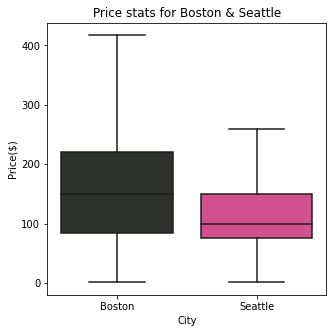 Price stats for Boston & Seattle
400
300
200
100
0
Price($)
Boston
Seattle
City